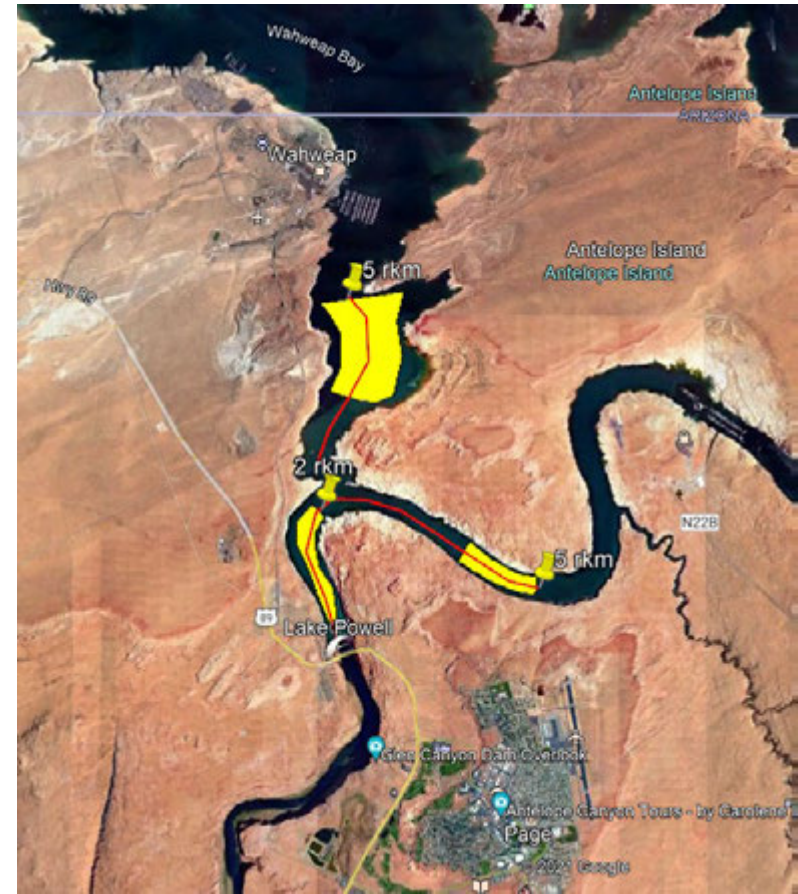 Wahweap Bay
Antelope Island
ARIZONA
Wahweap
Antelope Island
Antelope Island
5 rkm
Hwy 89
2 rkm
N22B
5 rkm
89
Lake Powell
Glen Canyon Dam Overlook
Antelope Canyon Tours - by Carolene
Page
© 2021 Google